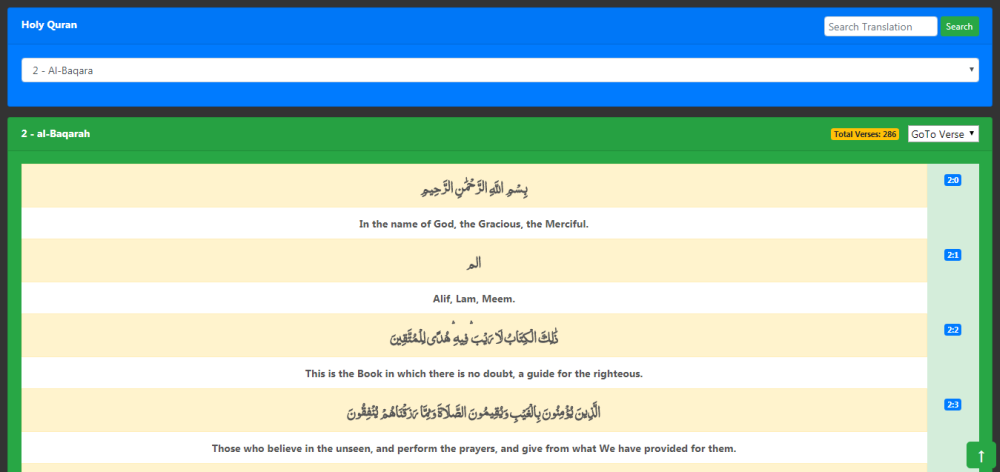 Holy Quran
Search Translation
Search
2 - Al-Baqara
2 - al-Baqarah
Total Verses: 286
GoTo Verse
بِسْمِ اللَّهِ الرَّحْمَٰنِ الرَّحِيمِ
2:0
In the name of God, the Gracious, the Merciful.
الم
2:1
Alif, Lam, Meem.
ذَٰلِكَ الْكِتَابُ لَا رَيْبَ ۛ فِيهِ ۛ هُدًى لِلْمُتَّقِينَ
2:2
This is the Book in which there is no doubt, a guide for the righteous.
الَّذِينَ يُؤْمِنُونَ بِالْغَيْبِ وَيُقِيمُونَ الصَّلَاةَ وَمِمَّا رَزَقْنَاهُمْ يُنْفِقُونَ
2:3
Those who believe in the unseen, and perform the prayers, and give from what We have provided for them.